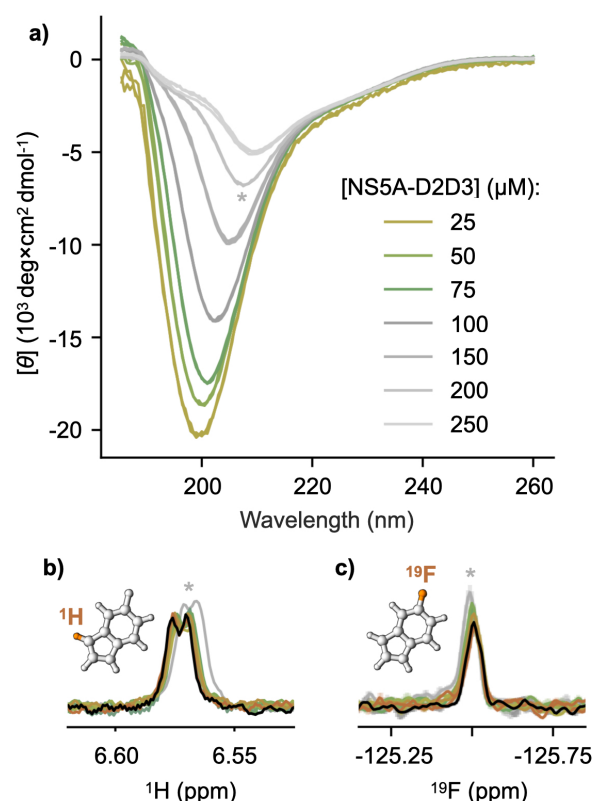 a)
0
-5
-10
-15
-20
[θ] (10³ deg×cm² dmol⁻¹)
[NS5A-D2D3] (μM):
25
50
75
100
150
200
250
*
200 220 240 260
Wavelength (nm)
b)
¹H
*
6.60 6.55
¹H (ppm)
c)
¹⁹F
*
-125.25 -125.75
¹⁹F (ppm)